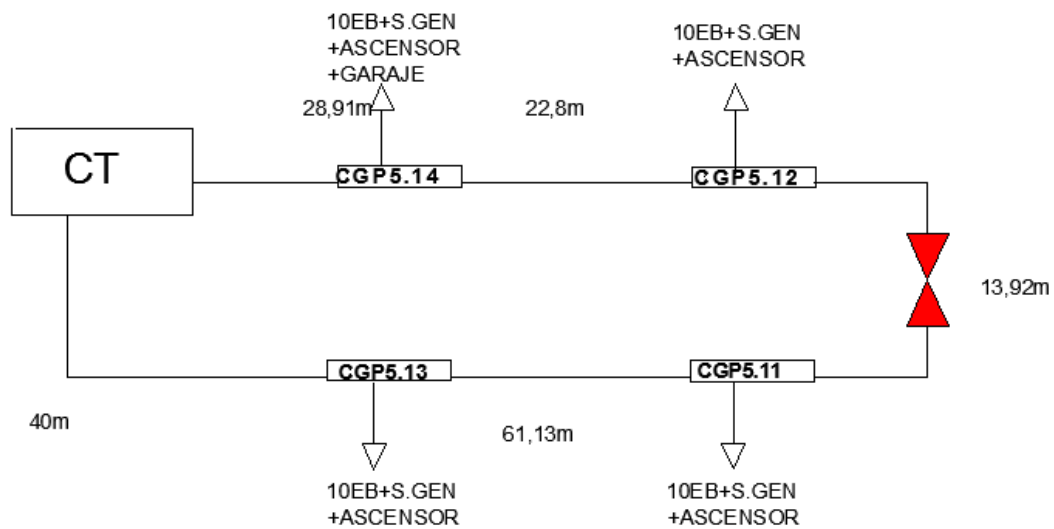 10EB+S.GEN
+ASCENSOR
+GARAJE
10EB+S.GEN
+ASCENSOR
28,91m
22,8m
CT
CGP5.14
CGP5.12
13,92m
CGP5.13
CGP5.11
40m
61,13m
10EB+S.GEN
+ASCENSOR
10EB+S.GEN
+ASCENSOR